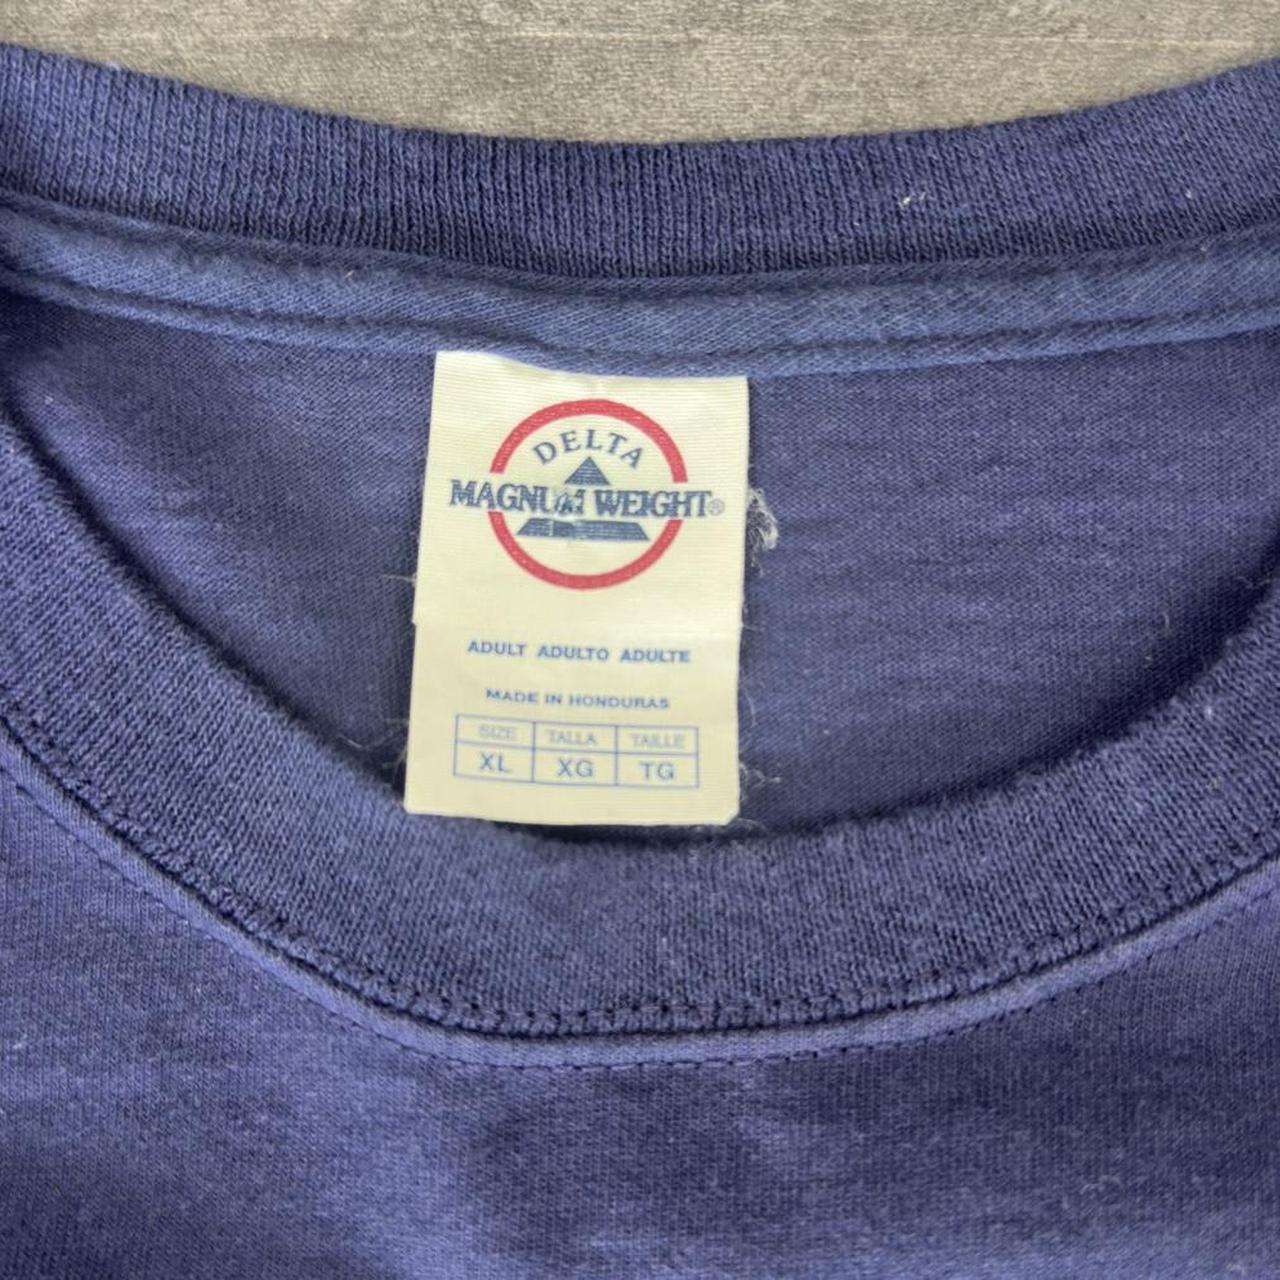 DELTA
MAGNUM WEIGHT®
ADULT ADULTO ADULTE
MADE IN HONDURAS
SIZE TALLA TAILLE
XL XG TG